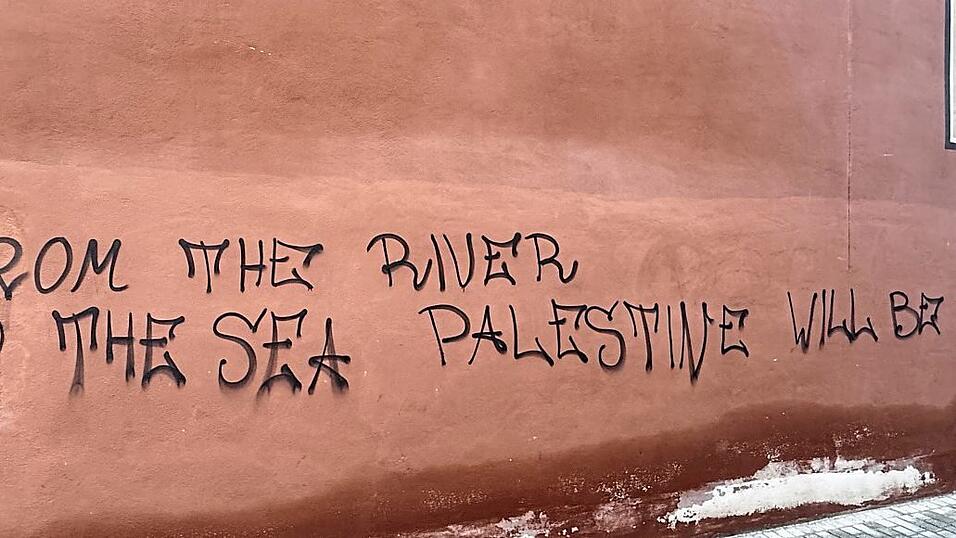 ROM THE RIVER
O THE SEA PALESTINE WILL BE